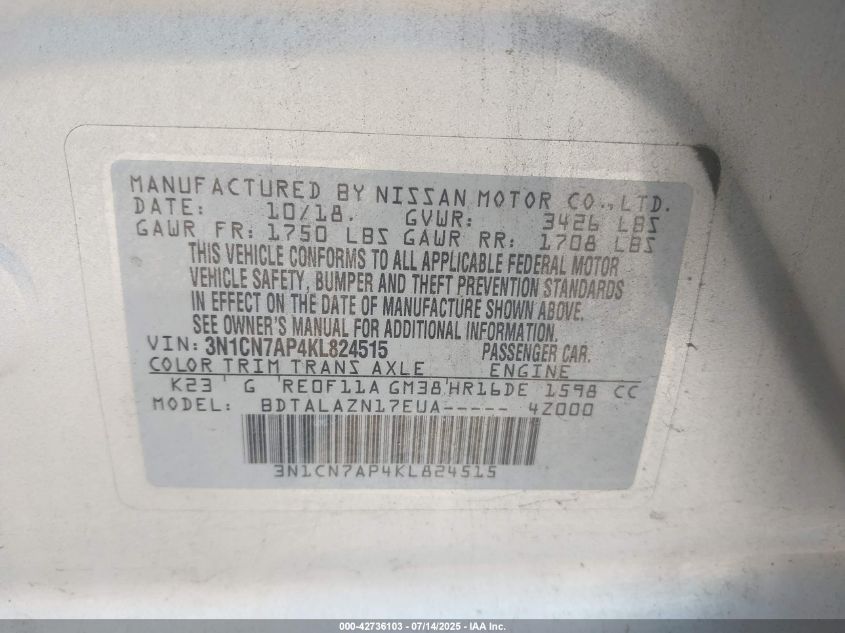 MANUFACTURED BY NISSAN MOTOR CO., LTD.
DATE: 10/18. GVWR: 3426 LBS
GAWR FR: 1750 LBS GAWR RR: 1708 LBS
THIS VEHICLE CONFORMS TO ALL APPLICABLE FEDERAL MOTOR
VEHICLE SAFETY, BUMPER AND THEFT PREVENTION STANDARDS
IN EFFECT ON THE DATE OF MANUFACTURE SHOWN ABOVE.
SEE OWNER'S MANUAL FOR ADDITIONAL INFORMATION.
VIN: 3N1CN7AP4KL824515 PASSENGER CAR.
COLOR TRIM TRANS AXLE ENGINE
K23 G RE0F11A GM38 HR16DE 1598 CC
MODEL: BDTALAZN17EUA----- 4Z000
3N1CN7AP4KL824515
000-42736103 - 07/14/2025 - IAA Inc.